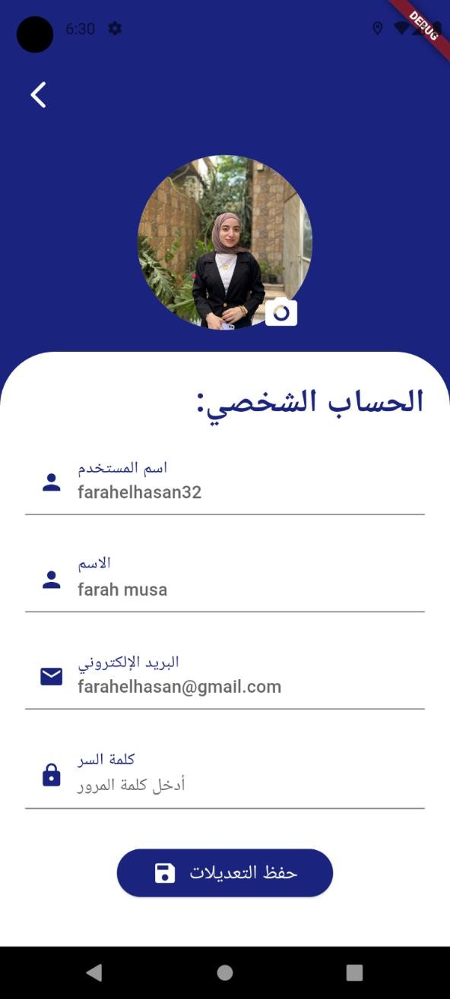 6:30
DEBUG
الحساب الشخصي:
اسم المستخدم
farahelhasan32
الاسم
farah musa
البريد الإلكتروني
farahelhasan@gmail.com
كلمة السر
أدخل كلمة المرور
حفظ التعديلات